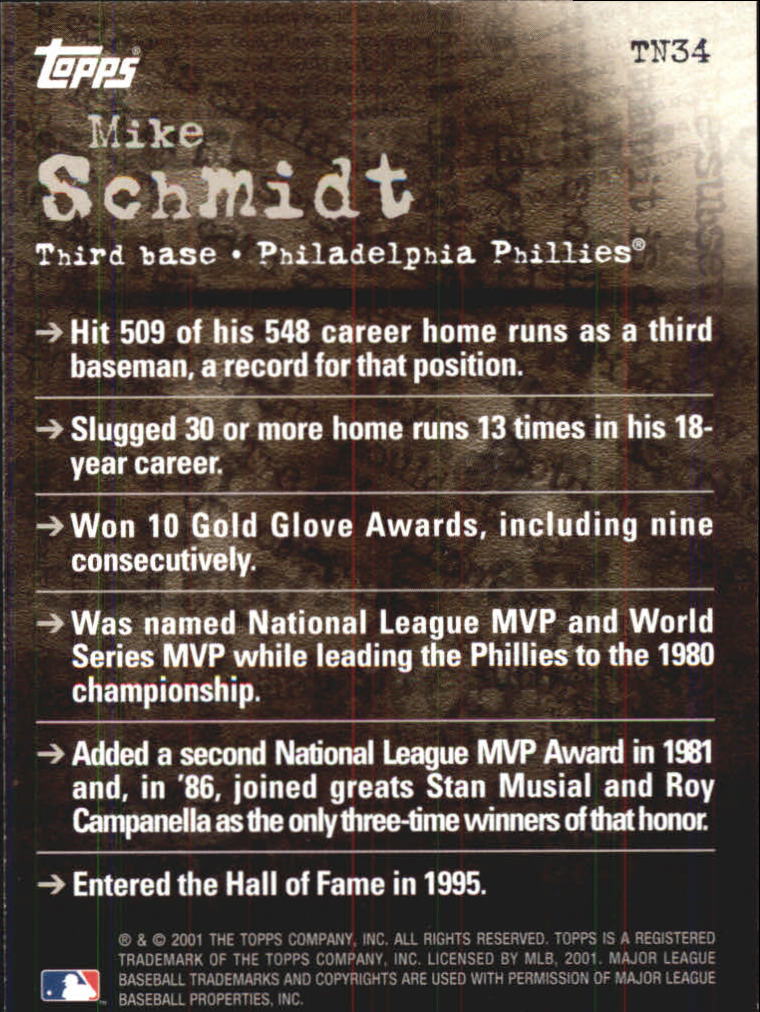 Topps®
TN34
Mike
Schmidt
Third base • Philadelphia Phillies®
→ Hit 509 of his 548 career home runs as a third
baseman, a record for that position.
→ Slugged 30 or more home runs 13 times in his 18-
year career.
→ Won 10 Gold Glove Awards, including nine
consecutively.
→ Was named National League MVP and World
Series MVP while leading the Phillies to the 1980
championship.
→ Added a second National League MVP Award in 1981
and, in '86, joined greats Stan Musial and Roy
Campanella as the only three-time winners of that honor.
→ Entered the Hall of Fame in 1995.
® & © 2001 THE TOPPS COMPANY, INC. ALL RIGHTS RESERVED. TOPPS IS A REGISTERED
TRADEMARK OF THE TOPPS COMPANY, INC. LICENSED BY MLB, 2001. MAJOR LEAGUE
BASEBALL TRADEMARKS AND COPYRIGHTS ARE USED WITH PERMISSION OF MAJOR LEAGUE
BASEBALL PROPERTIES, INC.